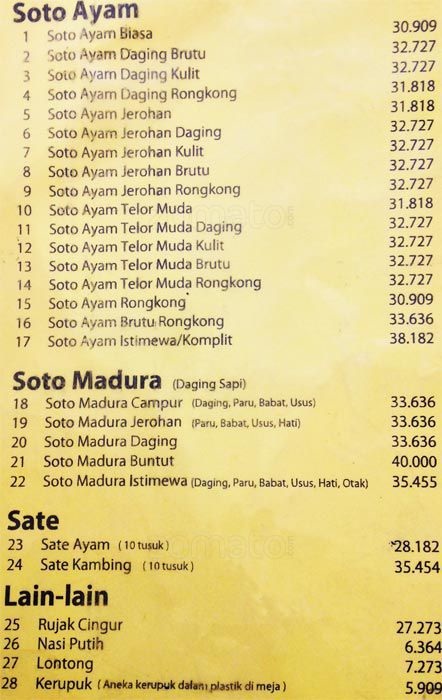 Soto Ayam
1 Soto Ayam Biasa 30.909
2 Soto Ayam Daging Brutu 32.727
3 Soto Ayam Daging Kulit 32.727
4 Soto Ayam Daging Rongkong 31.818
5 Soto Ayam Jerohan 31.818
6 Soto Ayam Jerohan Daging 32.727
7 Soto Ayam Jerohan Kulit 32.727
8 Soto Ayam Jerohan Brutu 32.727
9 Soto Ayam Jerohan Rongkong 32.727
10 Soto Ayam Telor Muda 31.818
11 Soto Ayam Telor Muda Daging 32.727
12 Soto Ayam Telor Muda Kulit 32.727
13 Soto Ayam Telor Muda Brutu 32.727
14 Soto Ayam Telor Muda Rongkong 32.727
15 Soto Ayam Rongkong 30.909
16 Soto Ayam Brutu Rongkong 33.636
17 Soto Ayam Istimewa/Komplit 38.182
Soto Madura (Daging Sapi)
18 Soto Madura Campur (Daging, Paru, Babat, Usus) 33.636
19 Soto Madura Jerohan (Paru, Babat, Usus, Hati) 33.636
20 Soto Madura Daging 33.636
21 Soto Madura Buntut 40.000
22 Soto Madura Istimewa (Daging, Paru, Babat, Usus, Hati, Otak) 35.455
Sate
23 Sate Ayam (10 tusuk) 28.182
24 Sate Kambing (10 tusuk) 35.454
Lain-lain
25 Rujak Cingur 27.273
26 Nasi Putih 6.364
27 Lontong 7.273
28 Kerupuk (Aneka kerupuk dalam plastik di meja) 5.909